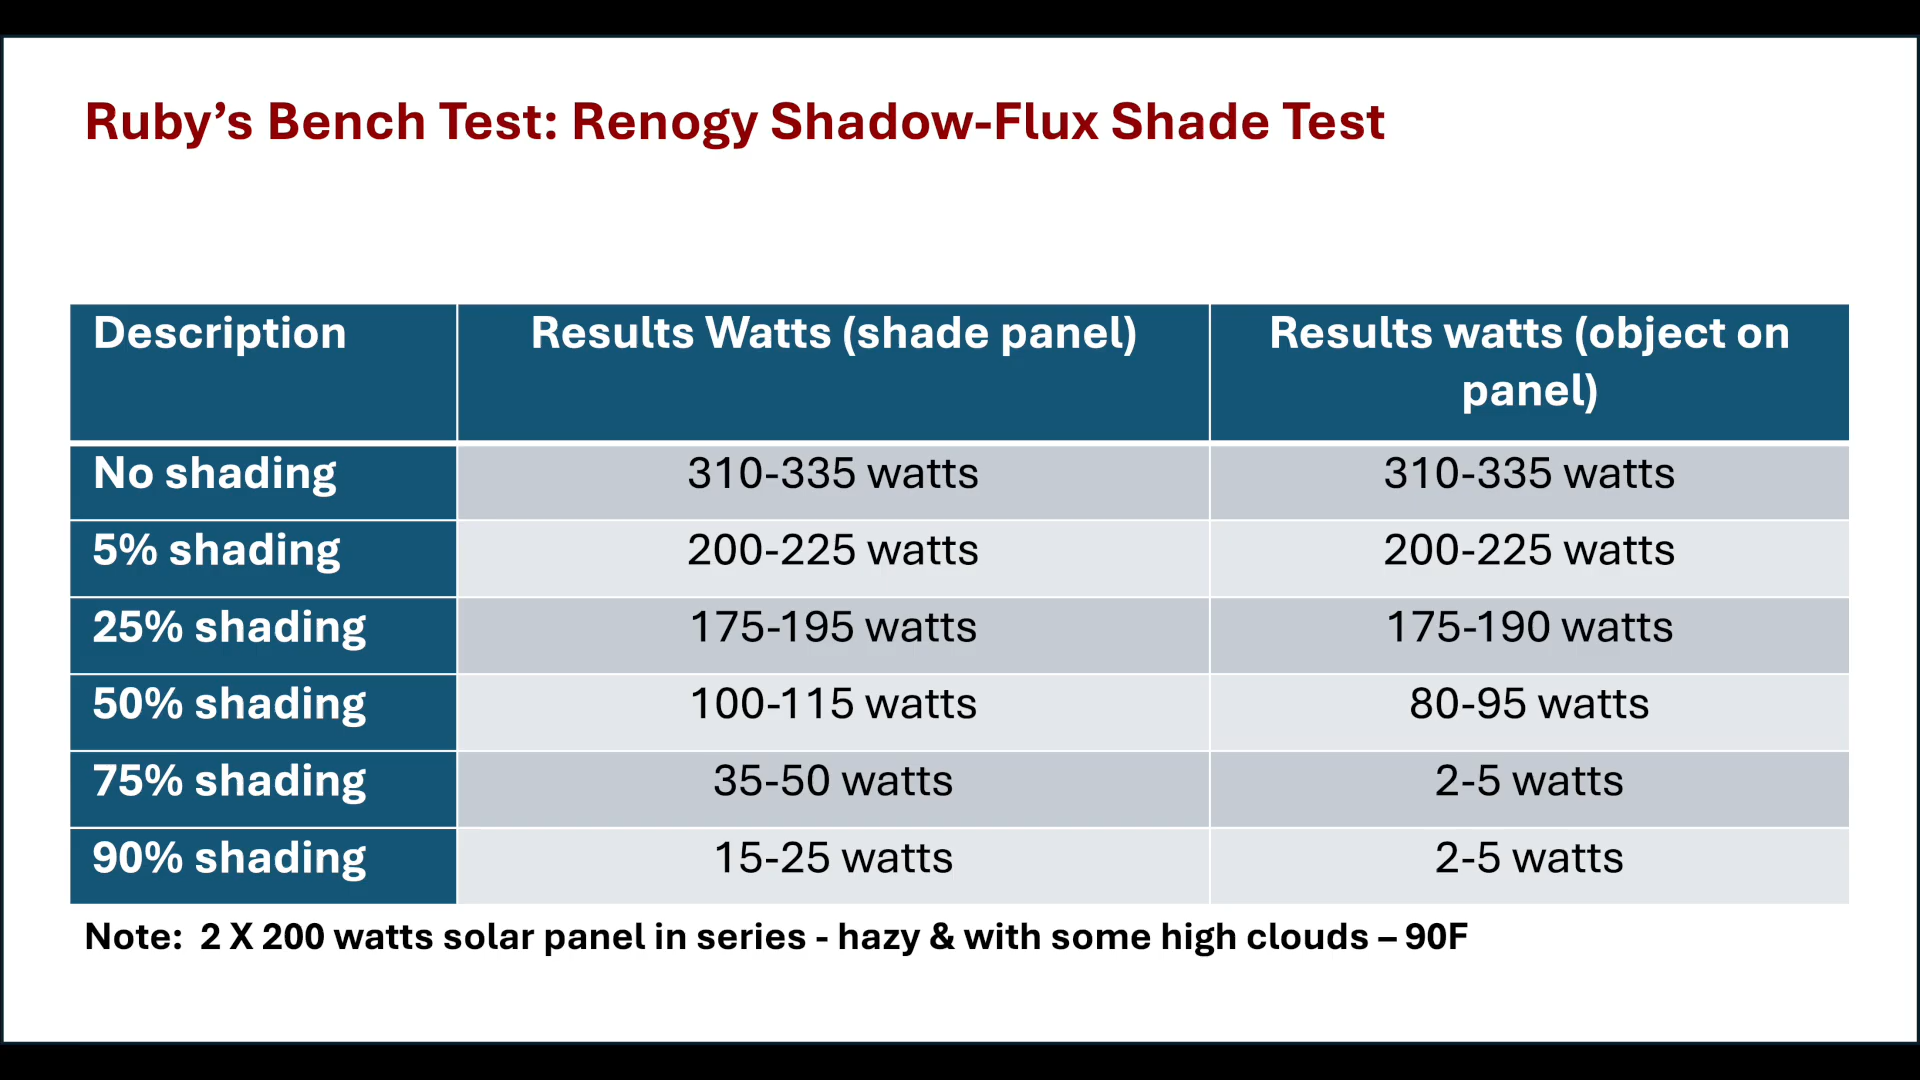 Ruby’s Bench Test: Renogy Shadow-Flux Shade Test
Description
Results Watts (shade panel)
Results watts (object on
panel)
No shading
310-335 watts
310-335 watts
5% shading
200-225 watts
200-225 watts
25% shading
175-195 watts
175-190 watts
50% shading
100-115 watts
80-95 watts
75% shading
35-50 watts
2-5 watts
90% shading
15-25 watts
2-5 watts
Note:  2 X 200 watts solar panel in series - hazy & with some high clouds – 90F